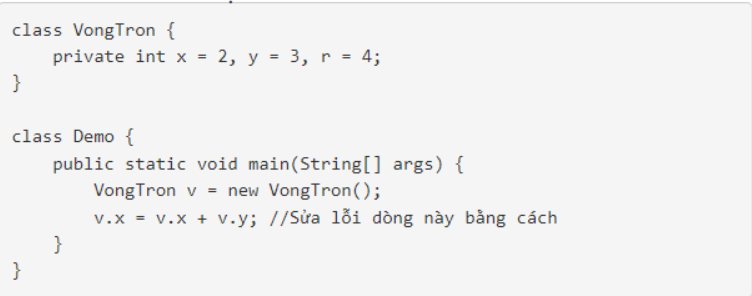 class VongTron {
    private int x = 2, y = 3, r = 4;
}
class Demo {
    public static void main(String[] args) {
        VongTron v = new VongTron();
        v.x = v.x + v.y; //Sửa lỗi dòng này bằng cách
    }
}